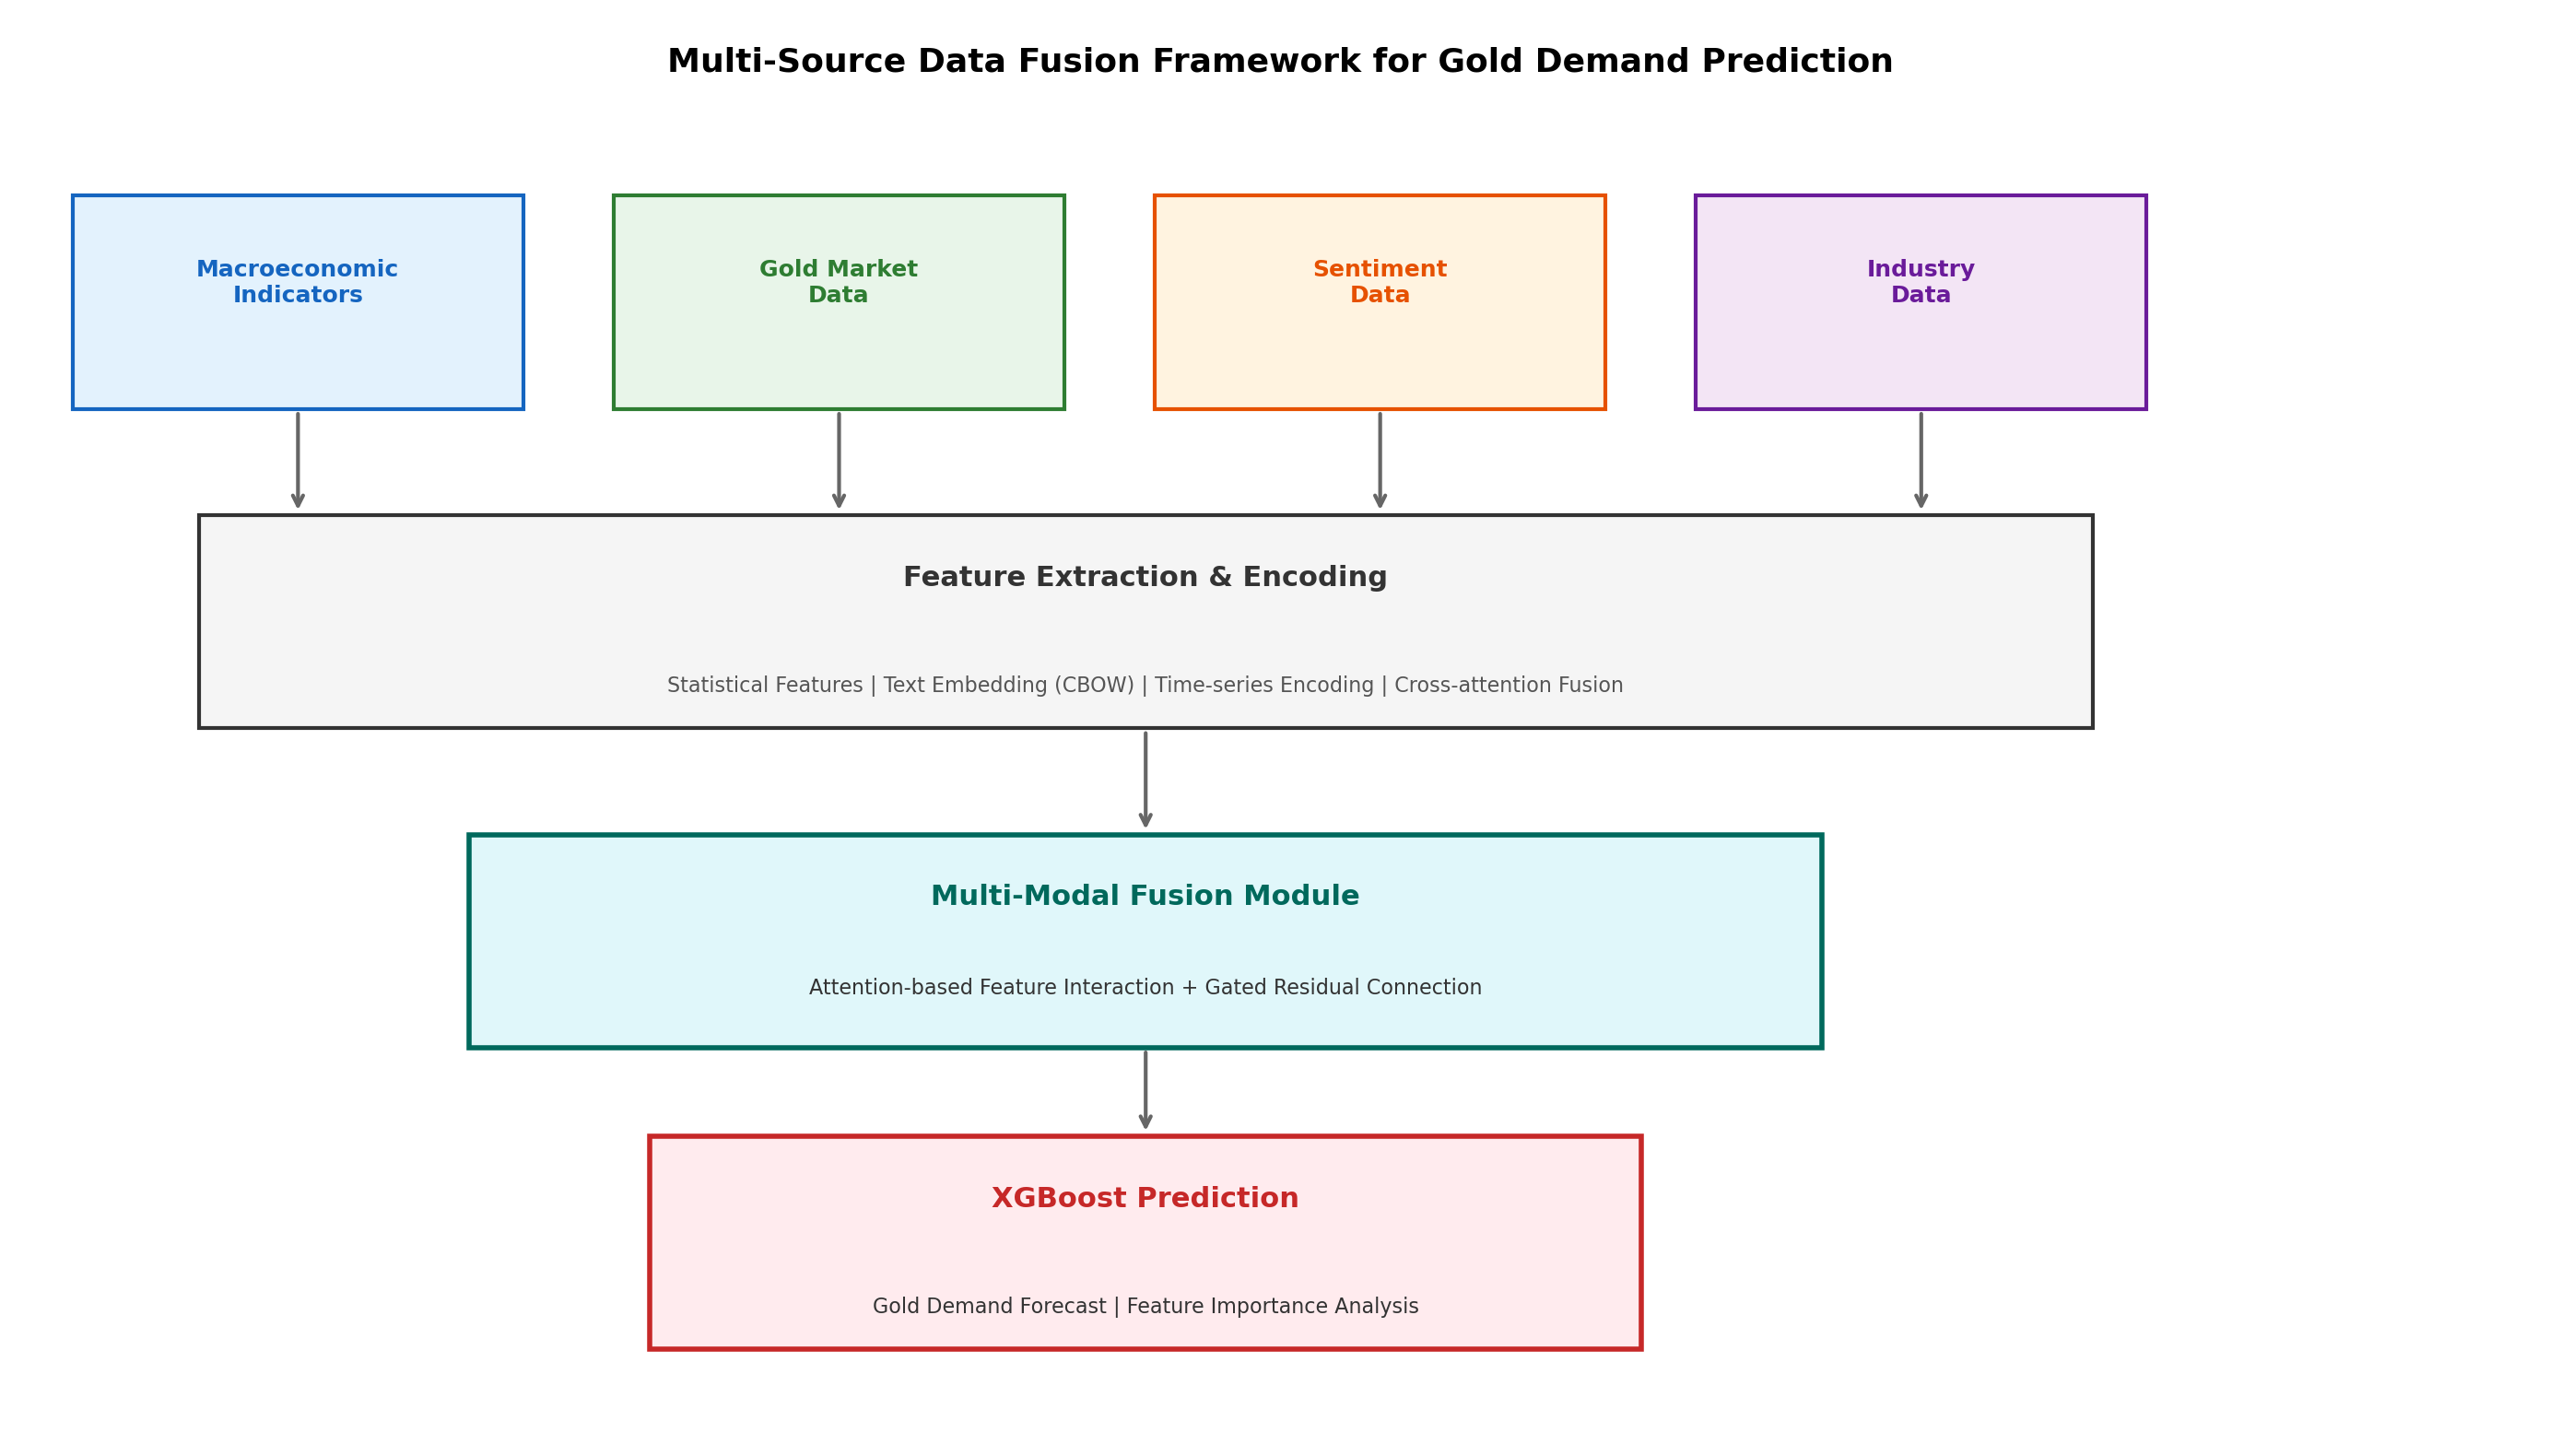 Multi-Source Data Fusion Framework for Gold Demand Prediction
Macroeconomic
Indicators
Gold Market
Data
Sentiment
Data
Industry
Data
Feature Extraction & Encoding
Statistical Features | Text Embedding (CBOW) | Time-series Encoding | Cross-attention Fusion
Multi-Modal Fusion Module
Attention-based Feature Interaction + Gated Residual Connection
XGBoost Prediction
Gold Demand Forecast | Feature Importance Analysis